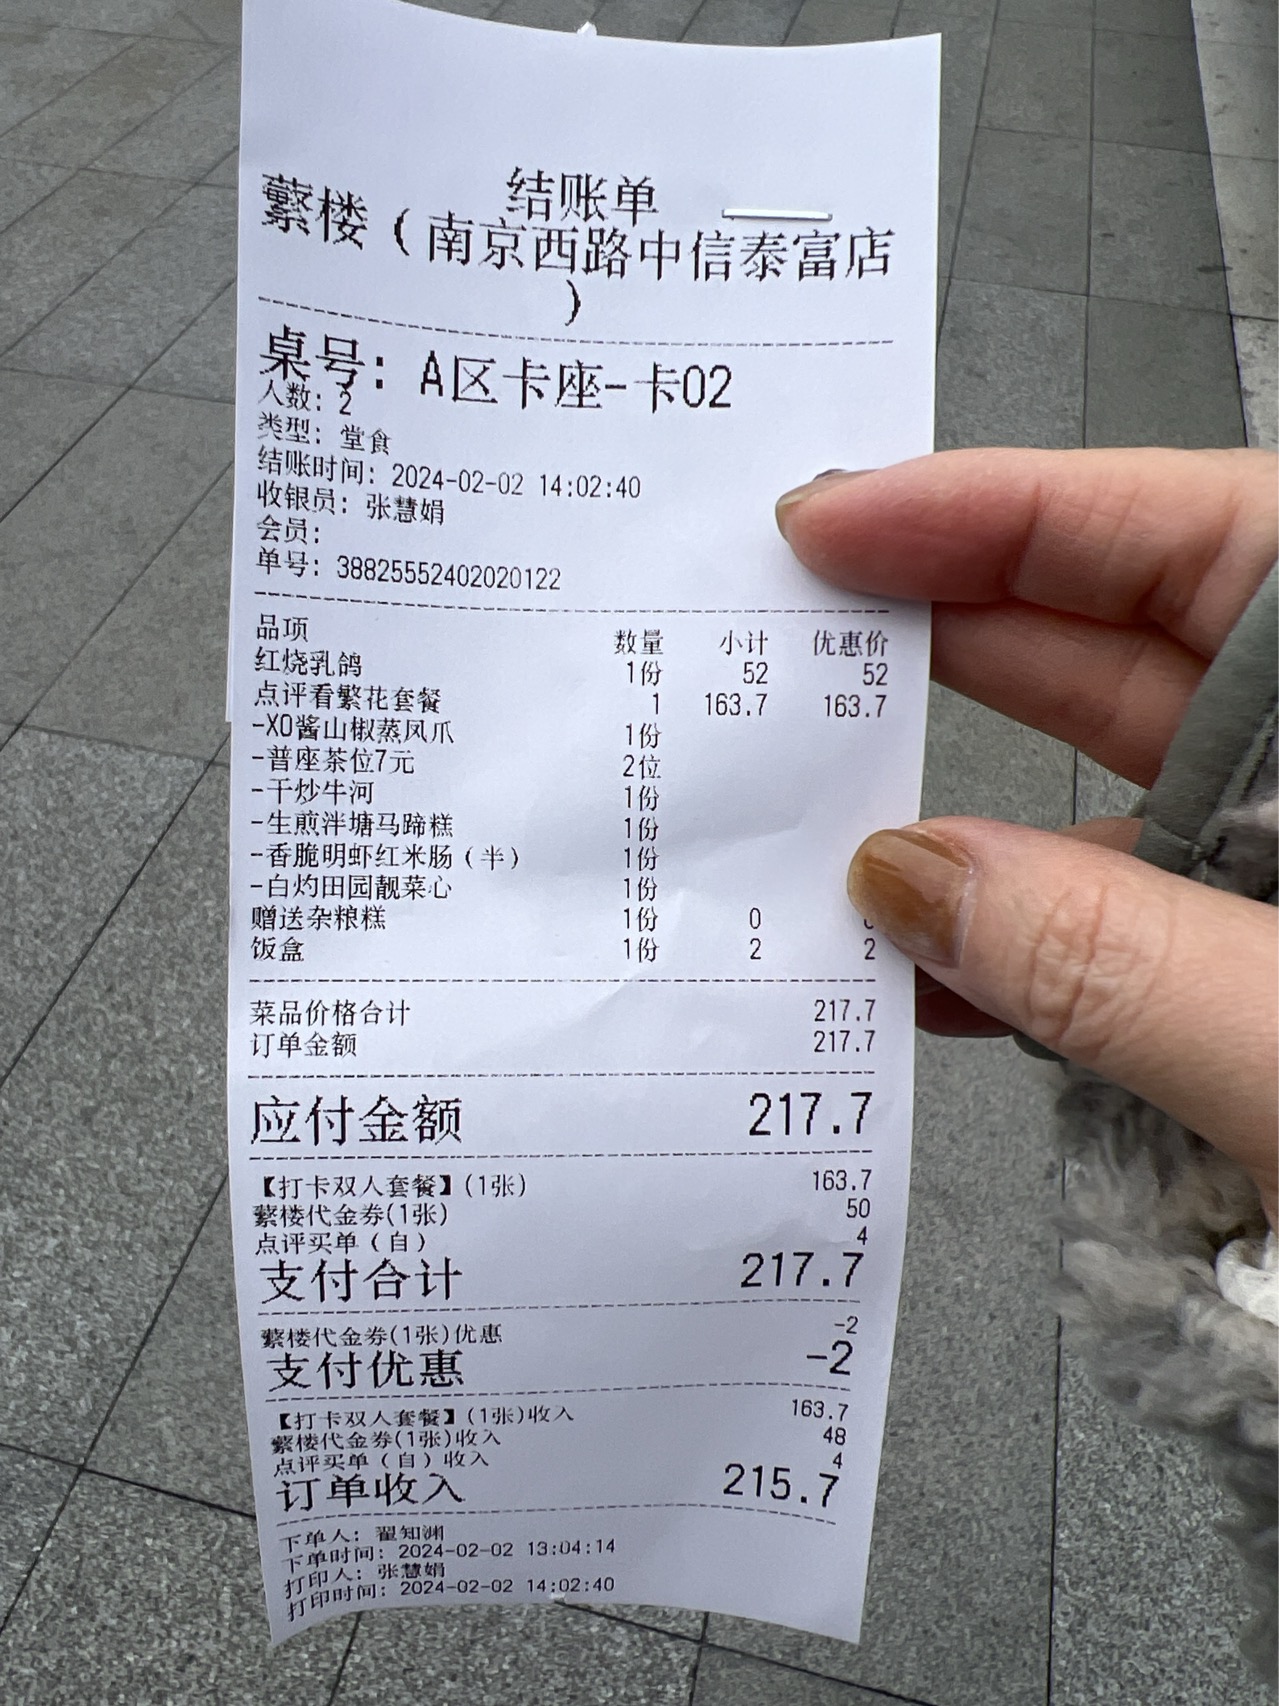 结账单
蘩楼（南京西路中信泰富店
）
桌号：A区卡座-卡02
人数：2
类型：堂食
结账时间：2024-02-02 14:02:40
收银员：张慧娟
会员：
单号：38825552402020122
品项 数量 小计 优惠价
红烧乳鸽 1份 52 52
点评看繁花套餐 1 163.7 163.7
-XO酱山椒蒸凤爪 1份
-普座茶位7元 2位
-干炒牛河 1份
-生煎泮塘马蹄糕 1份
-香脆明虾红米肠（半） 1份
-白灼田园靓菜心 1份
赠送杂粮糕 1份 0
饭盒 1份 2 2
菜品价格合计 217.7
订单金额 217.7
应付金额 217.7
【打卡双人套餐】(1张) 163.7
蘩楼代金券(1张) 50
点评买单（自） 4
支付合计 217.7
蘩楼代金券(1张)优惠 -2
支付优惠 -2
【打卡双人套餐】(1张)收入 163.7
蘩楼代金券(1张)收入 48
点评买单（自）收入 4
订单收入 215.7
下单人：翟知渊
下单时间：2024-02-02 13:04:14
打印人：张慧娟
打印时间：2024-02-02 14:02:40